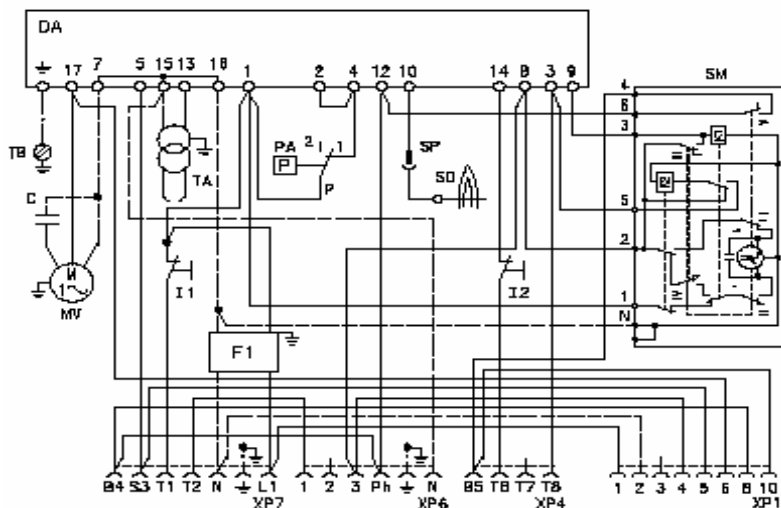 DA
17 7 5 15 13 18 1 2 4 12 10 14 8 3 9
SM
4
6
3
5
2
1
N
TB
C
M
1
MV
TA
PA
P
2 1
P
SP
SO
I1
I2
F1
B4 S3 T1 T2 N L1 1 2 3 Ph N B5 T6 T7 T8 1 2 3 4 5 6 8 10
XP7 XP6 XP4 XP1